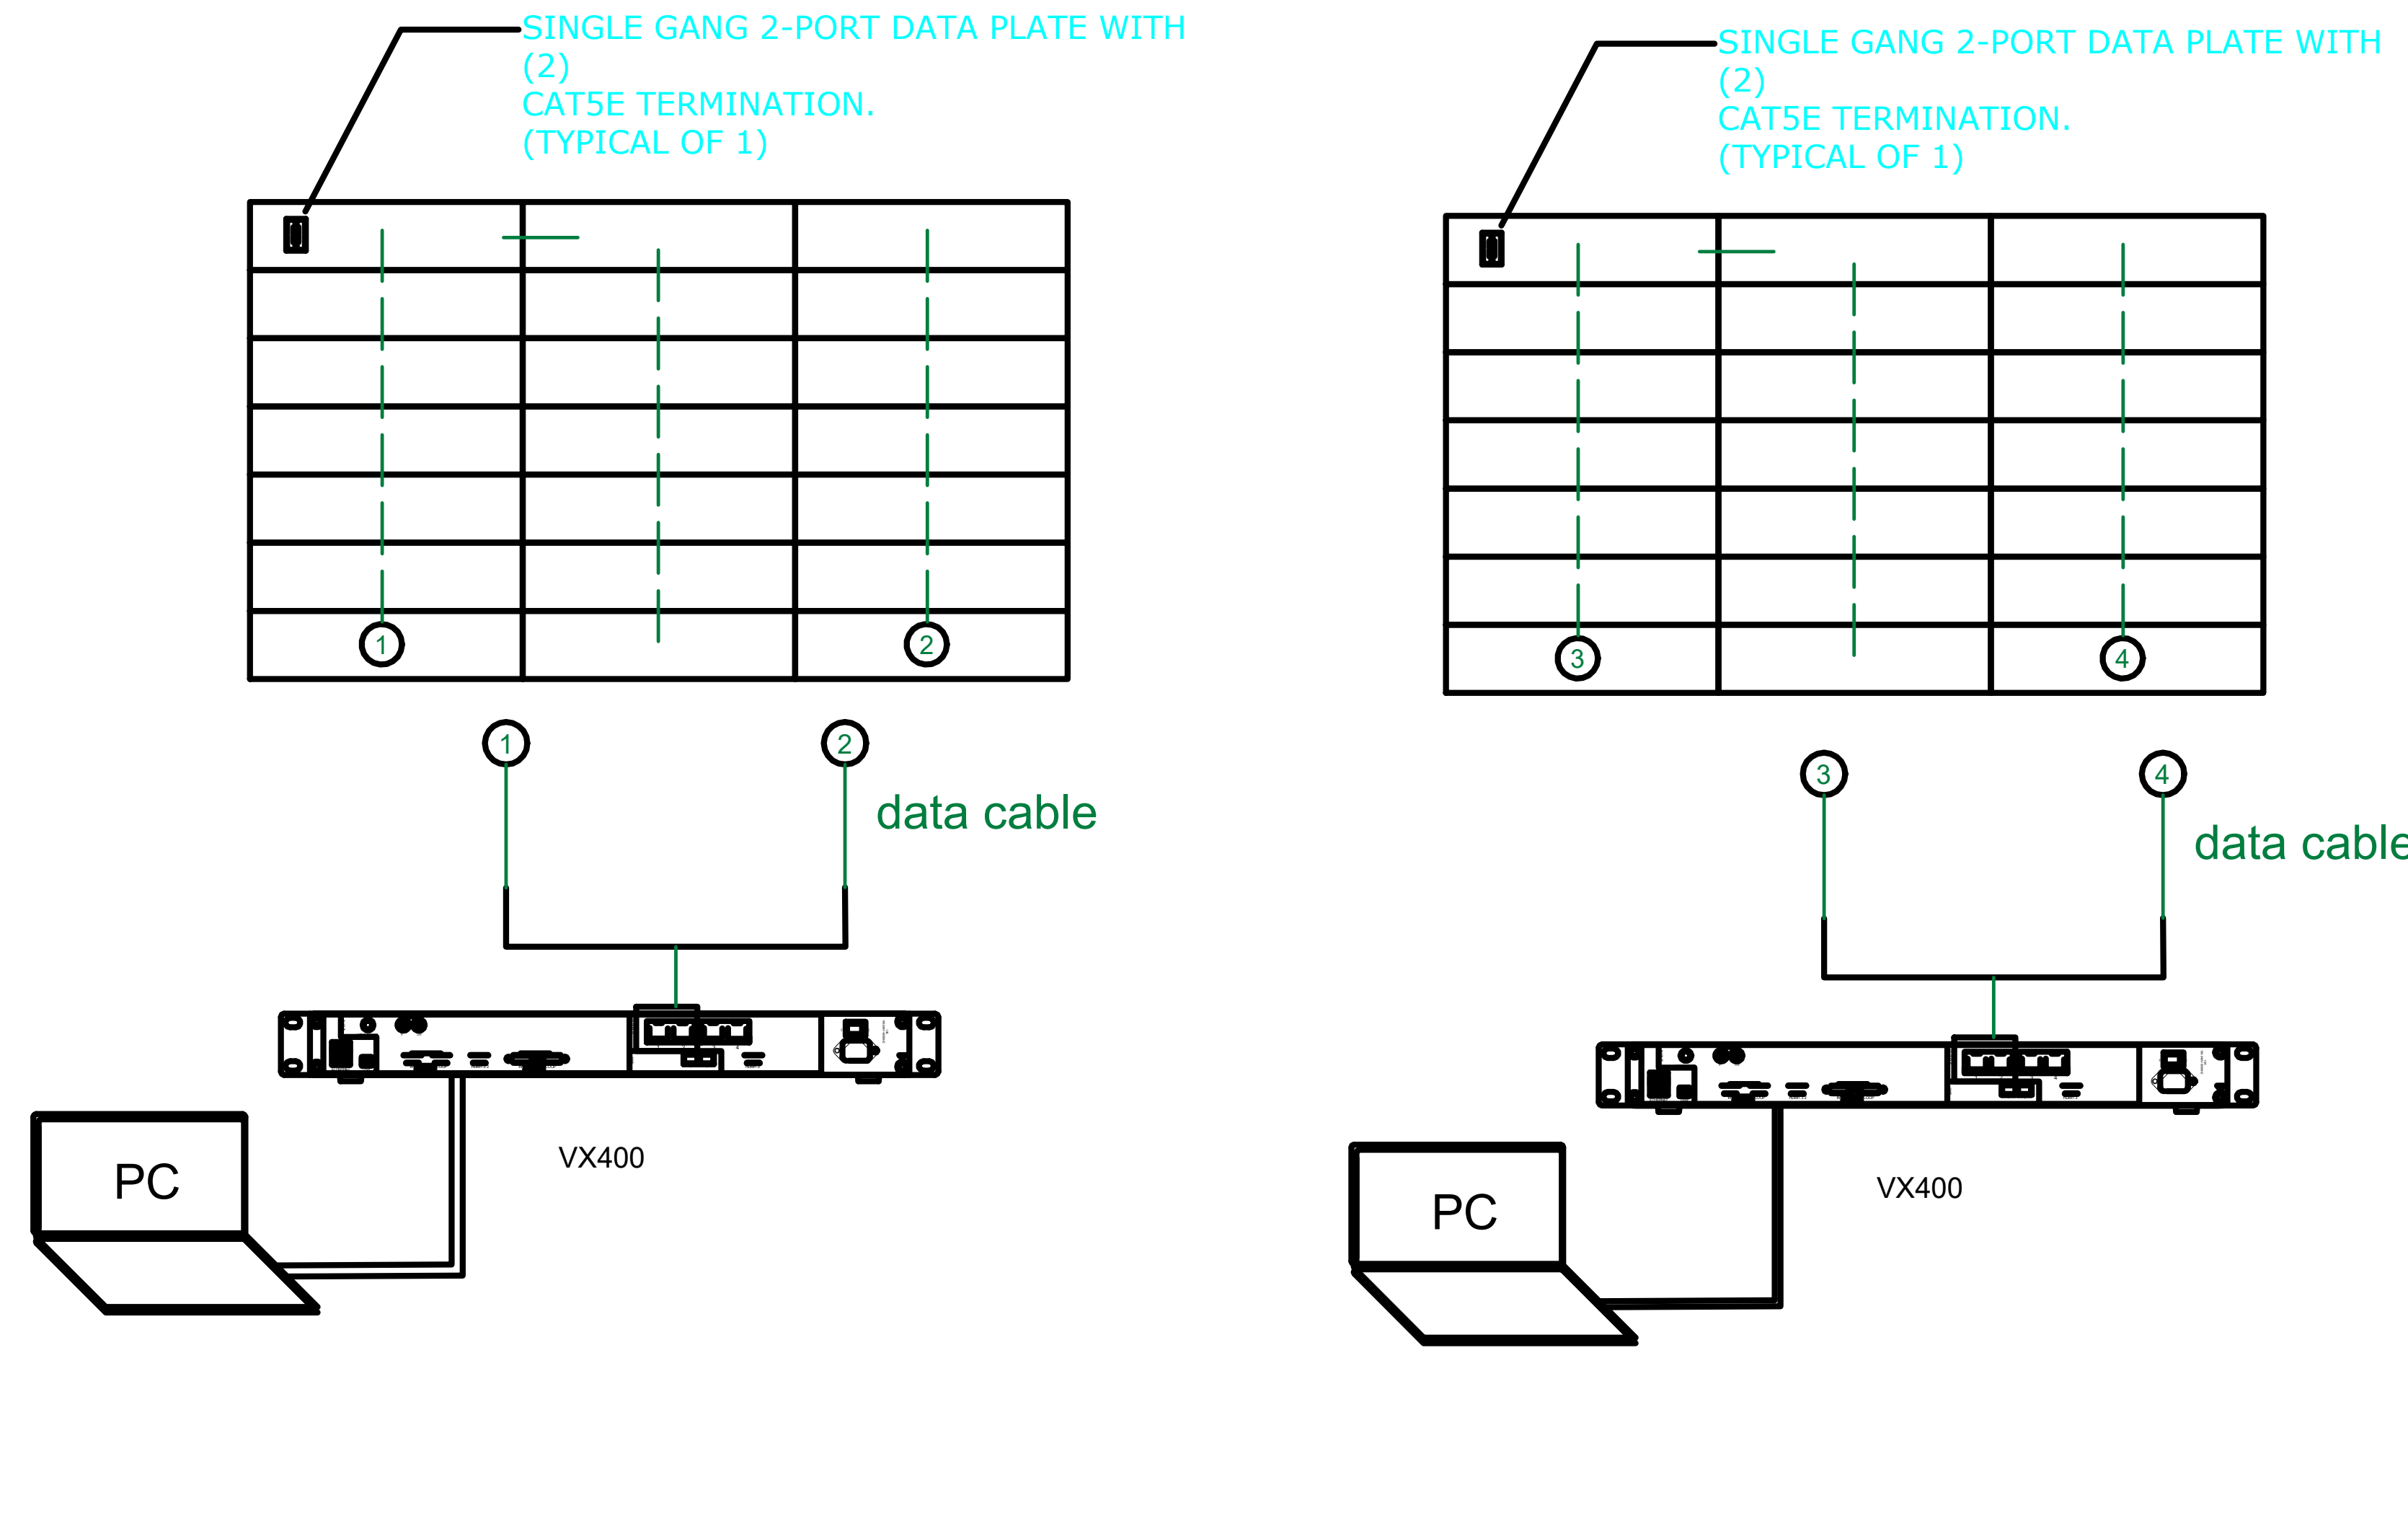 SINGLE GANG 2-PORT DATA PLATE WITH
(2)
CAT5E TERMINATION.
(TYPICAL OF 1)
1
2
1
2
data cable
VX400
PC
SINGLE GANG 2-PORT DATA PLATE WITH
(2)
CAT5E TERMINATION.
(TYPICAL OF 1)
3
4
3
4
data cable
VX400
PC